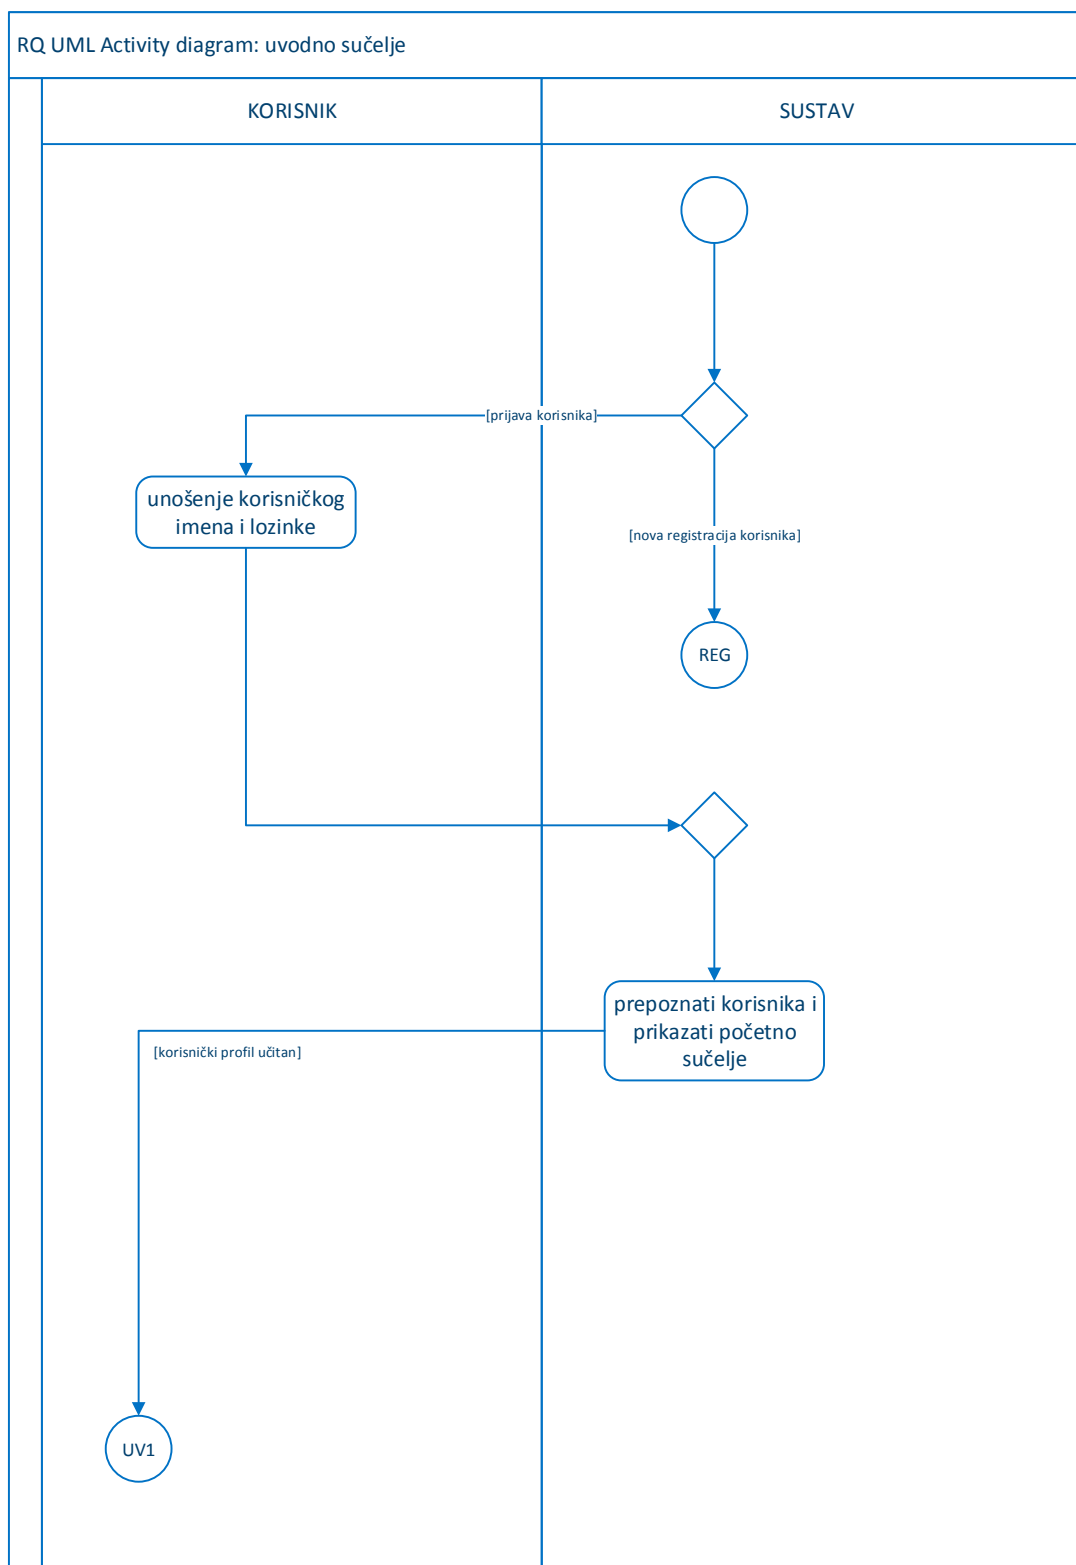 RQ UML Activity diagram: uvodno sučelje
KORISNIK
SUSTAV
[prijava korisnika]
unošenje korisničkog
imena i lozinke
[nova registracija korisnika]
REG
prepoznati korisnika i
prikazati početno
sučelje
[korisnički profil učitan]
UV1